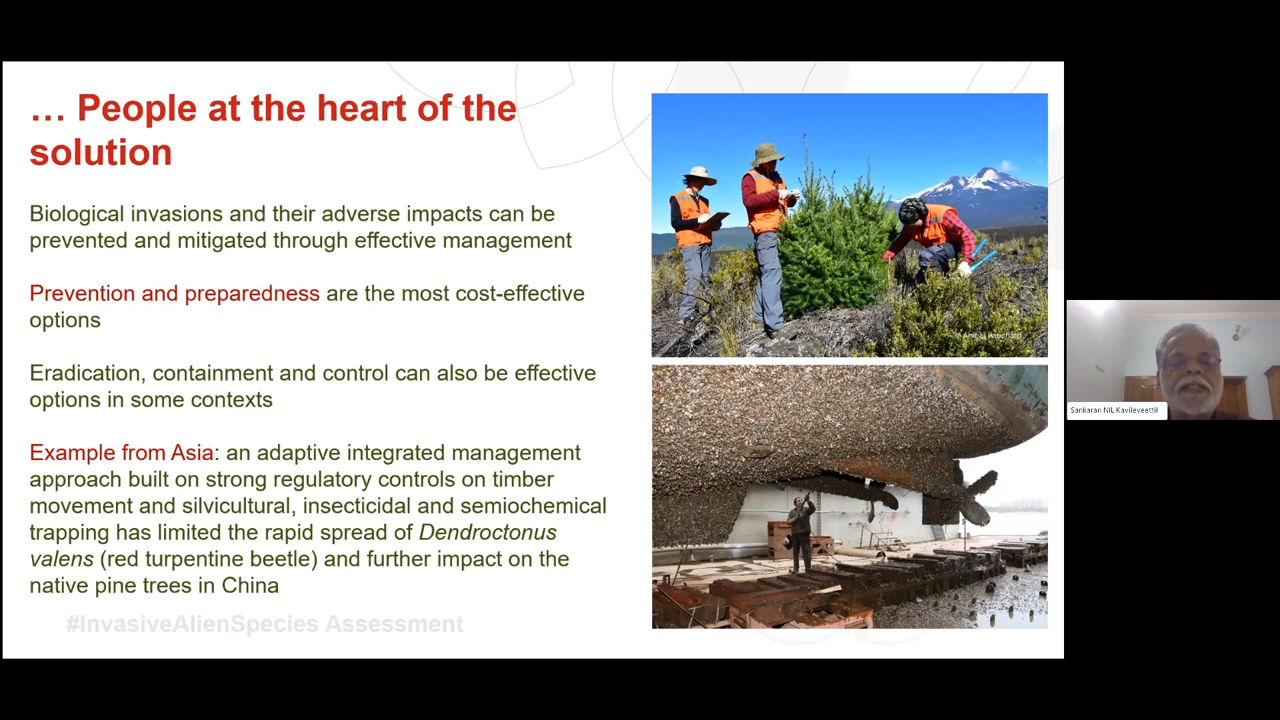 … People at the heart of the
solution
Biological invasions and their adverse impacts can be
prevented and mitigated through effective management
Prevention and preparedness are the most cost-effective
options
Eradication, containment and control can also be effective
options in some contexts
Example from Asia: an adaptive integrated management
approach built on strong regulatory controls on timber
movement and silvicultural, insecticidal and semiochemical
trapping has limited the rapid spread of Dendroctonus
valens (red turpentine beetle) and further impact on the
native pine trees in China
#InvasiveAlienSpecies Assessment
Sankaran NIL Kavileveettil